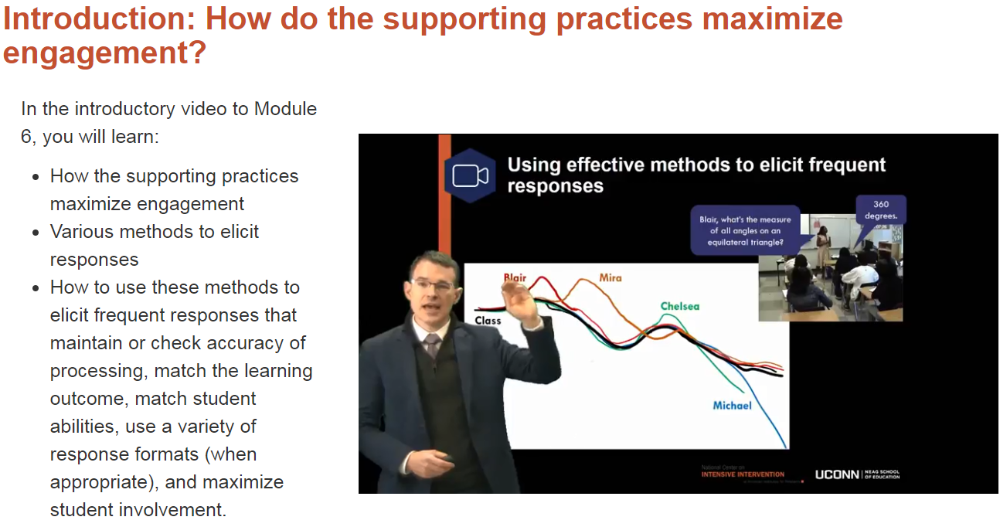 Introduction: How do the supporting practices maximize
engagement?
In the introductory video to Module
6, you will learn:
• How the supporting practices
maximize engagement
• Various methods to elicit
responses
• How to use these methods to
elicit frequent responses that
maintain or check accuracy of
processing, match the learning
outcome, match student
abilities, use a variety of
response formats (when
appropriate), and maximize
student involvement.
Using effective methods to elicit frequent
responses
Blair, what's the measure
of all angles on an
equilateral triangle?
360
degrees.
Blair
Mira
Class
Chelsea
Michael
National Center on
INTENSIVE INTERVENTION
UCONN
NEAG SCHOOL
OF EDUCATION